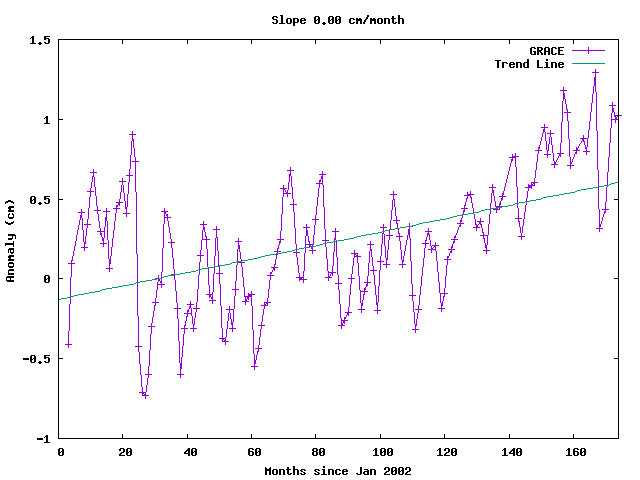 Slope 0.00 cm/month
GRACE
Trend Line
1.5
1
0.5
0
-0.5
-1
Anomaly (cm)
0 20 40 60 80 100 120 140 160
Months since Jan 2002